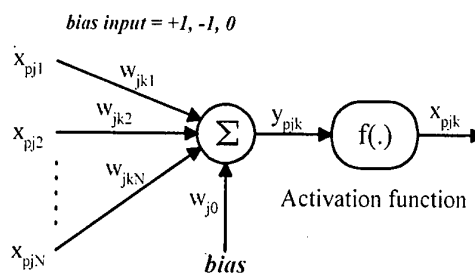 bias input = +1, -1, 0
x_pj1
w_jk1
x_pj2
w_jk2
Σ
y_pjk
f(.)
x_pjk
w_jkN
w_j0
Activation function
x_pjN
bias